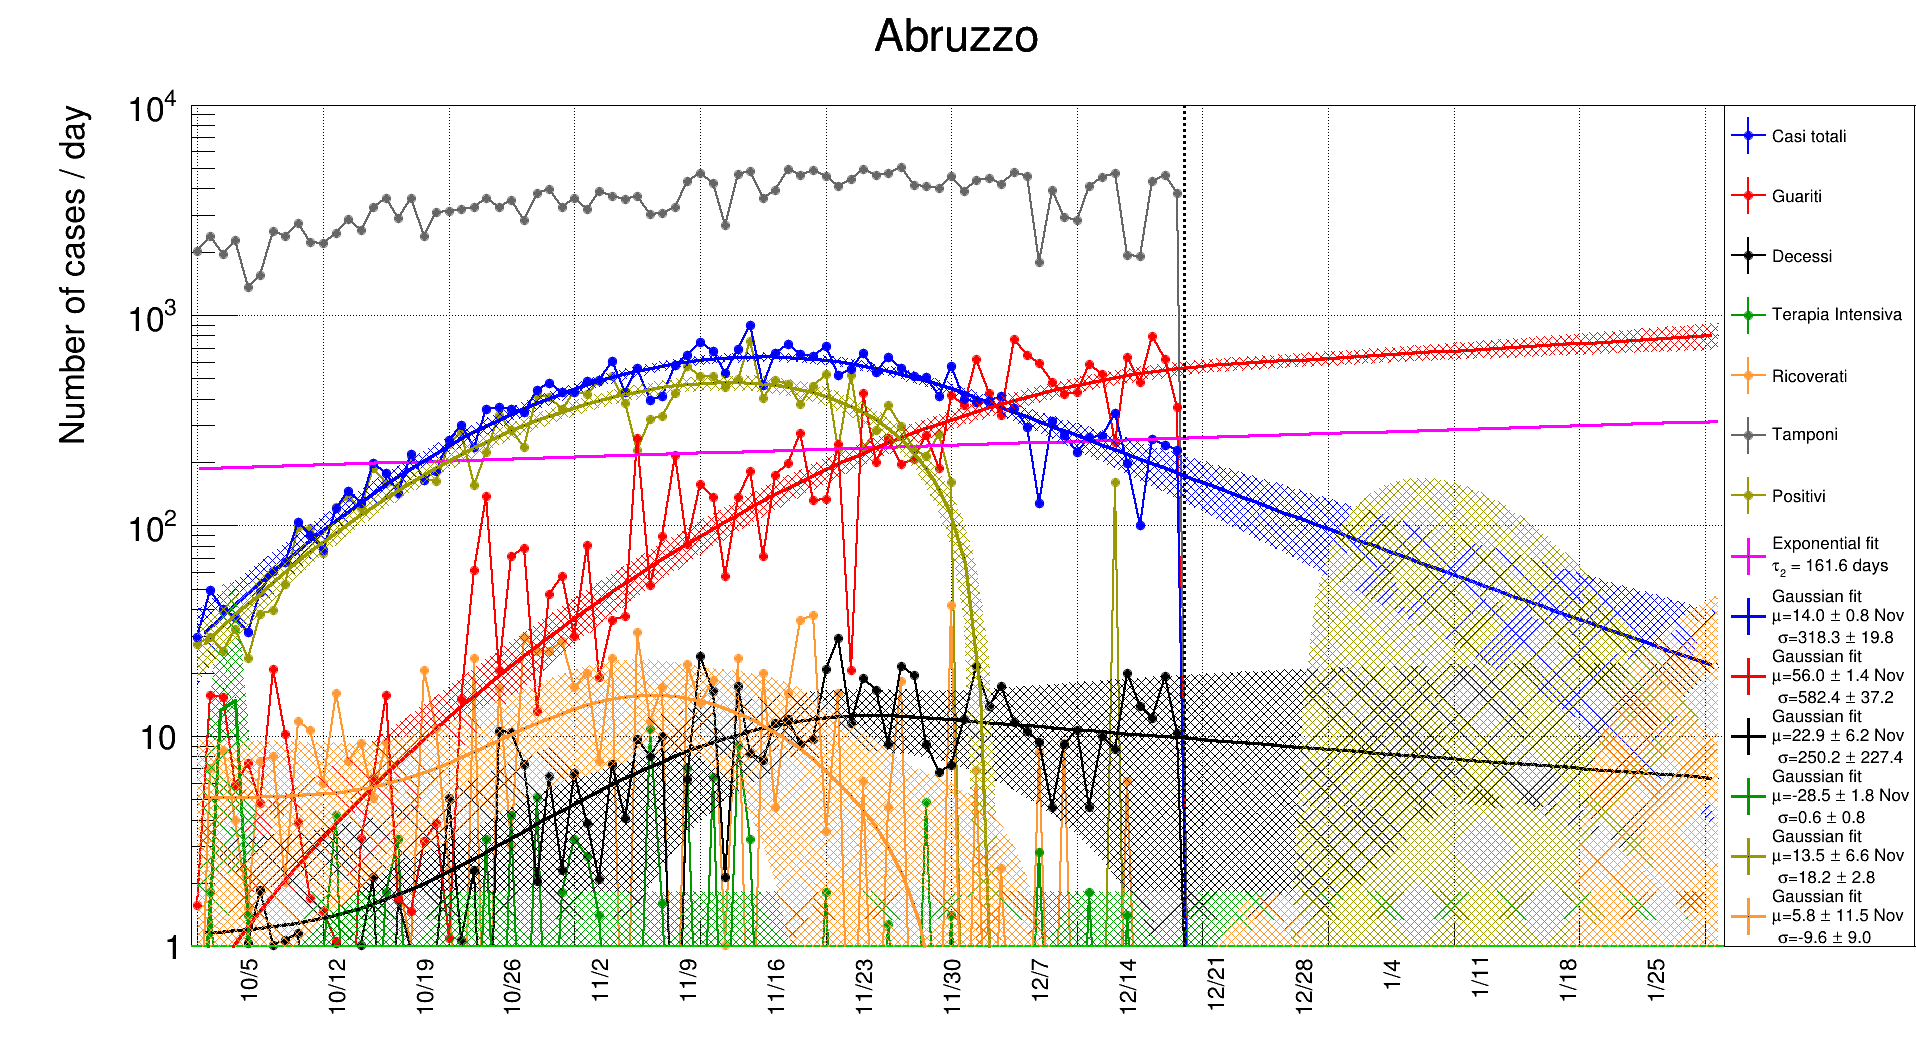 Abruzzo
Number of cases / day
10⁴
10³
10²
10
1
10/5
10/12
10/19
10/26
11/2
11/9
11/16
11/23
11/30
12/7
12/14
12/21
12/28
1/4
1/11
1/18
1/25
Casi totali
Guariti
Decessi
Terapia Intensiva
Ricoverati
Tamponi
Positivi
Exponential fit
τ₂ = 161.6 days
Gaussian fit
μ=14.0 ± 0.8 Nov
σ=318.3 ± 19.8
Gaussian fit
μ=56.0 ± 1.4 Nov
σ=582.4 ± 37.2
Gaussian fit
μ=22.9 ± 6.2 Nov
σ=250.2 ± 227.4
Gaussian fit
μ=-28.5 ± 1.8 Nov
σ=0.6 ± 0.8
Gaussian fit
μ=13.5 ± 6.6 Nov
σ=18.2 ± 2.8
Gaussian fit
μ=5.8 ± 11.5 Nov
σ=-9.6 ± 9.0